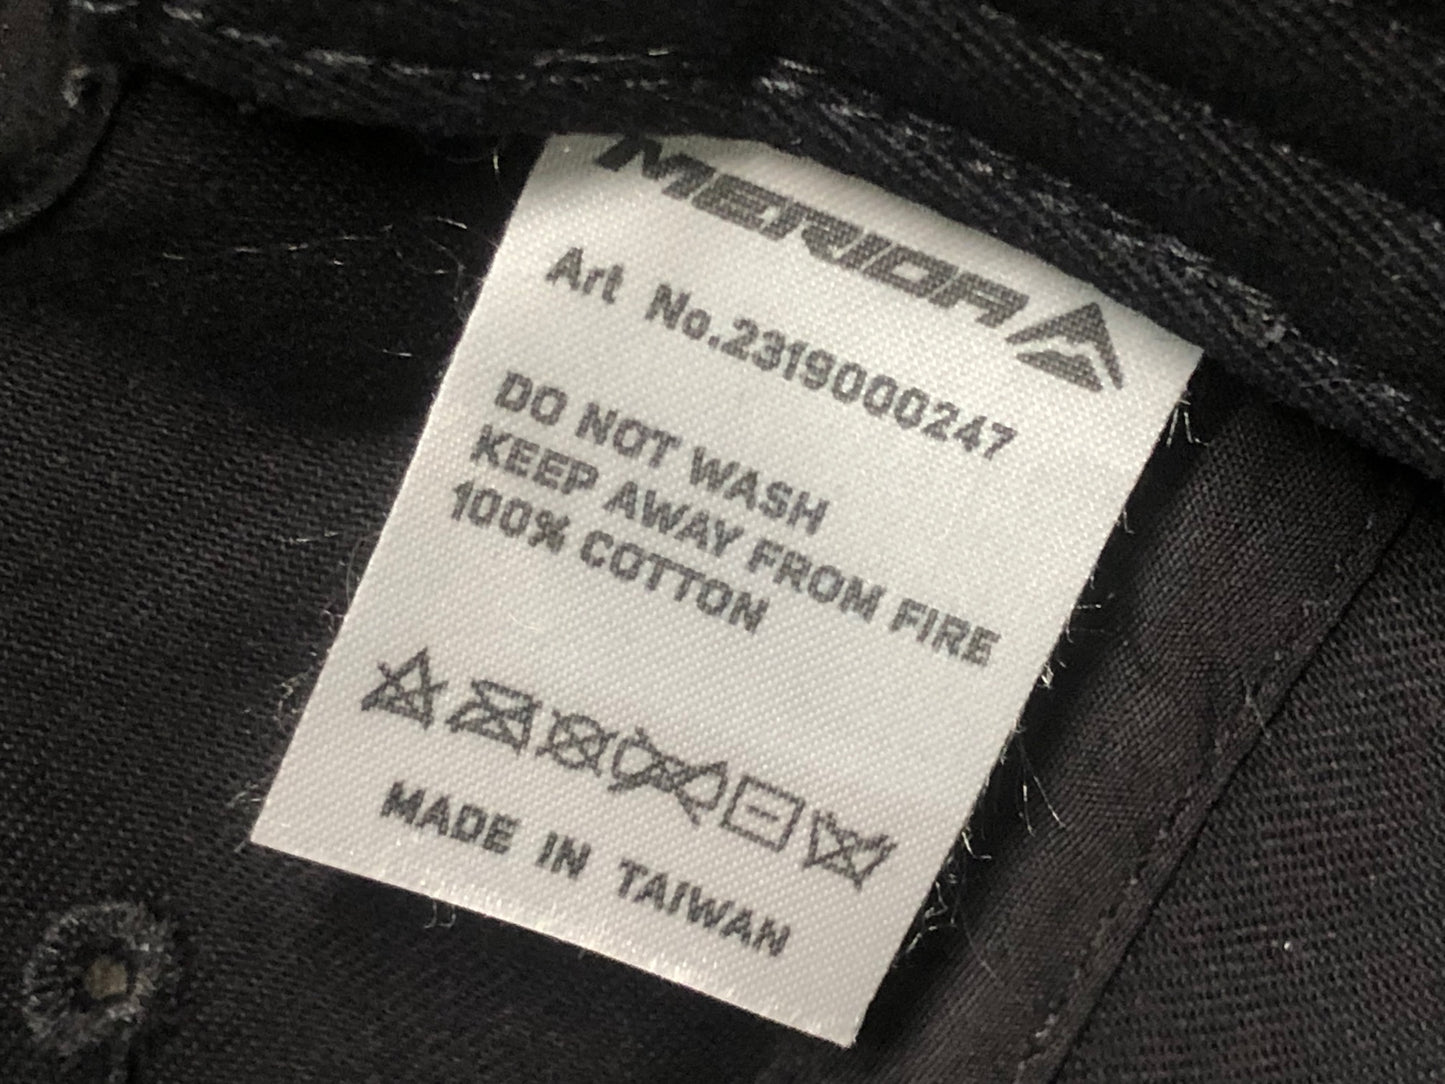 MERIDA
Art No.2319000247
DO NOT WASH
KEEP AWAY FROM FIRE
100% COTTON
MADE IN TAIWAN